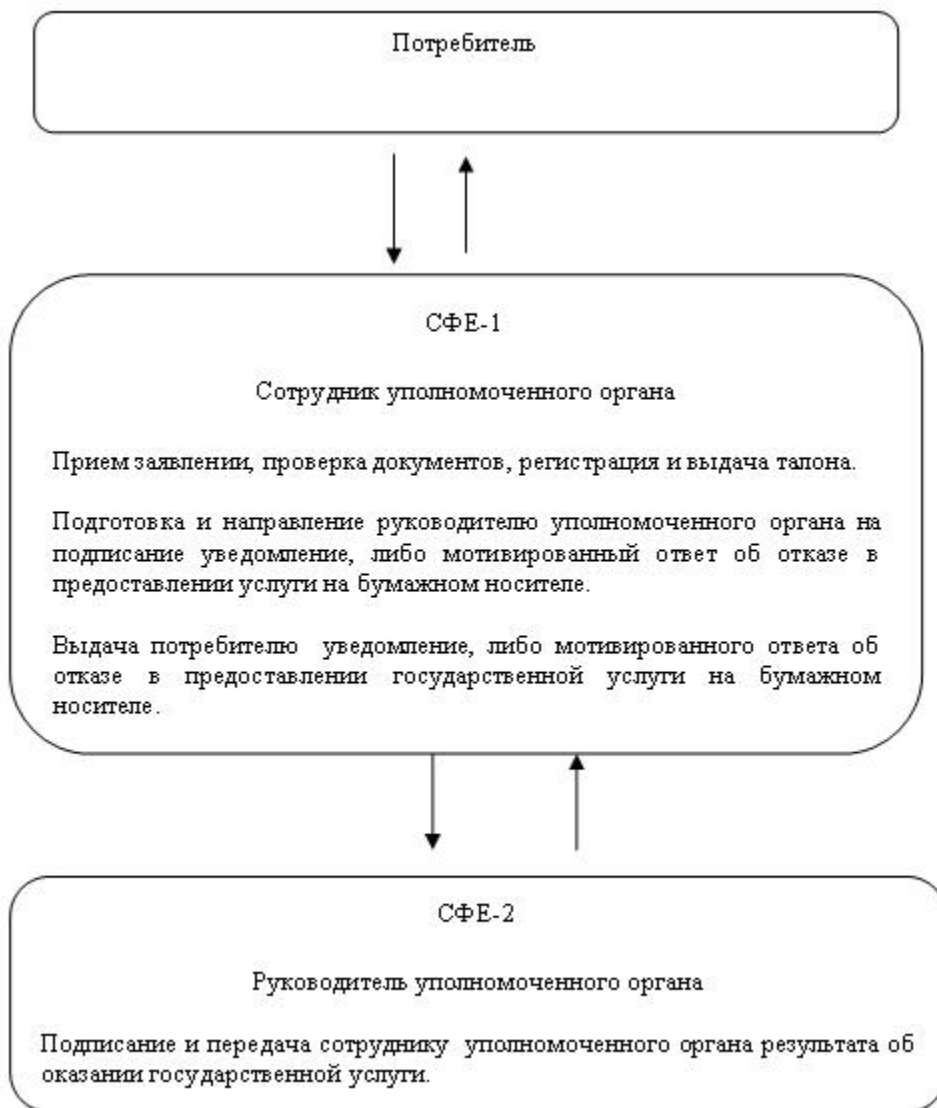 Потребитель
СФЕ-1
Сотрудник уполномоченного органа
Прием заявлении, проверка документов, регистрация и выдача талона.
Подготовка и направление руководителю уполномоченного органа на
подписание уведомление, либо мотивированный ответ об отказе в
предоставлении услуги на бумажном носителе.
Выдача потребителю уведомление, либо мотивированного ответа об
отказе в предоставлении государственной услуги на бумажном
носителе.
СФЕ-2
Руководитель уполномоченного органа
Подписание и передача сотруднику уполномоченного органа результата об
оказании государственной услуги.